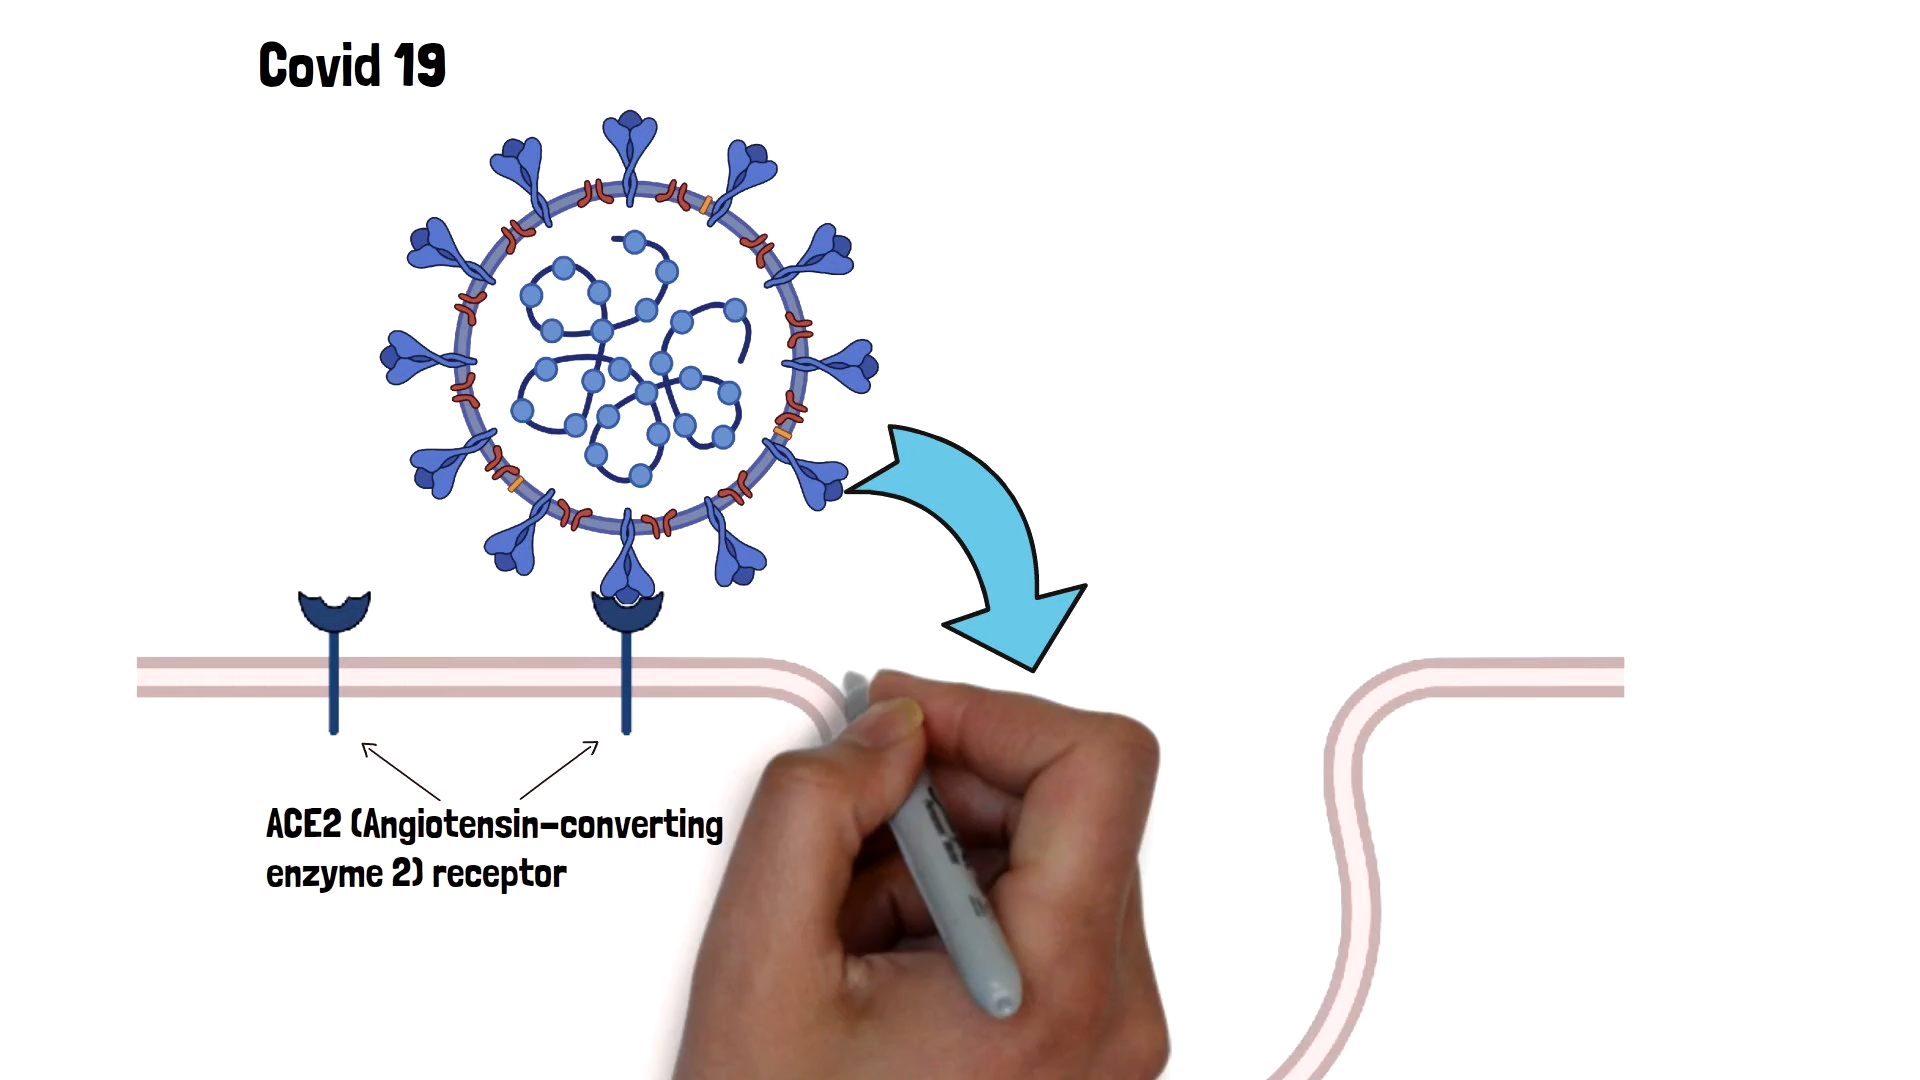 Covid 19
ACE2 (Angiotensin-converting
enzyme 2) receptor